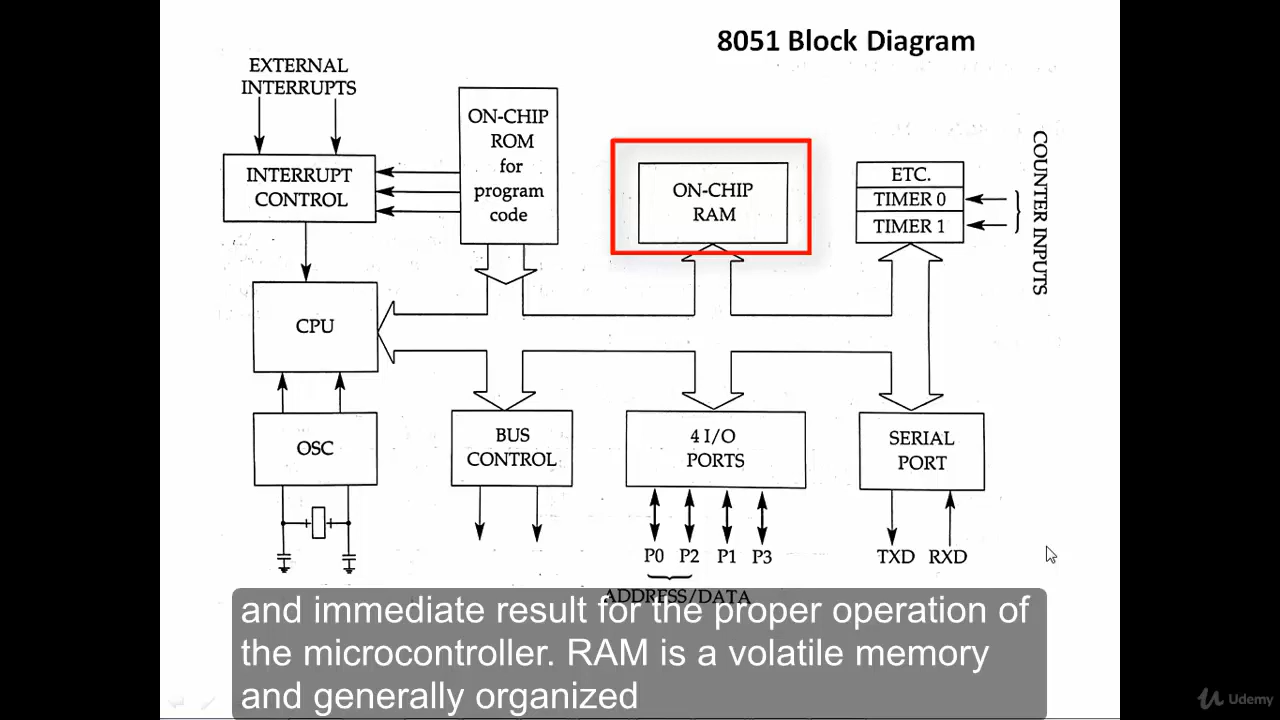 8051 Block Diagram
EXTERNAL
INTERRUPTS
ON-CHIP
ROM
for
program
code
INTERRUPT
CONTROL
ON-CHIP
RAM
ETC.
TIMER 0
TIMER 1
COUNTER INPUTS
CPU
OSC
BUS
CONTROL
4 I/O
PORTS
SERIAL
PORT
P0 P2 P1 P3
TXD RXD
ADDRESS/DATA
and immediate result for the proper operation of
the microcontroller. RAM is a volatile memory
and generally organized
Udemy